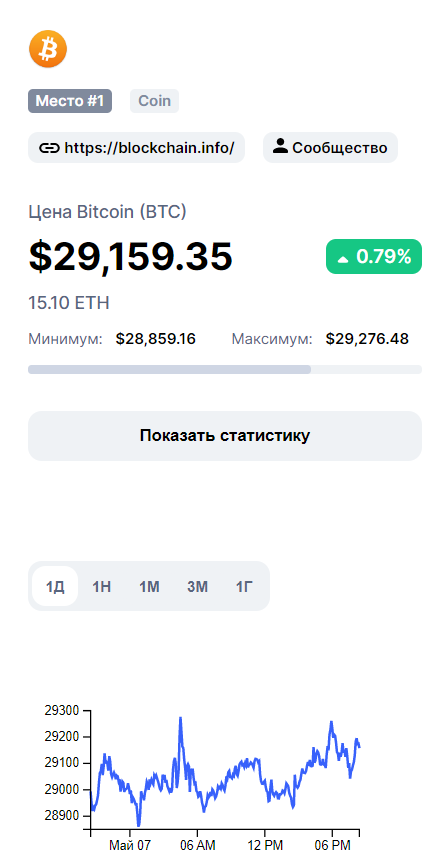 Место #1 Coin
https://blockchain.info/ Сообщество
Цена Bitcoin (BTC)
$29,159.35 0.79%
15.10 ETH
Минимум: $28,859.16 Максимум: $29,276.48
Показать статистику
1Д 1Н 1М 3М 1Г
29300
29200
29100
29000
28900
Май 07 06 AM 12 PM 06 PM